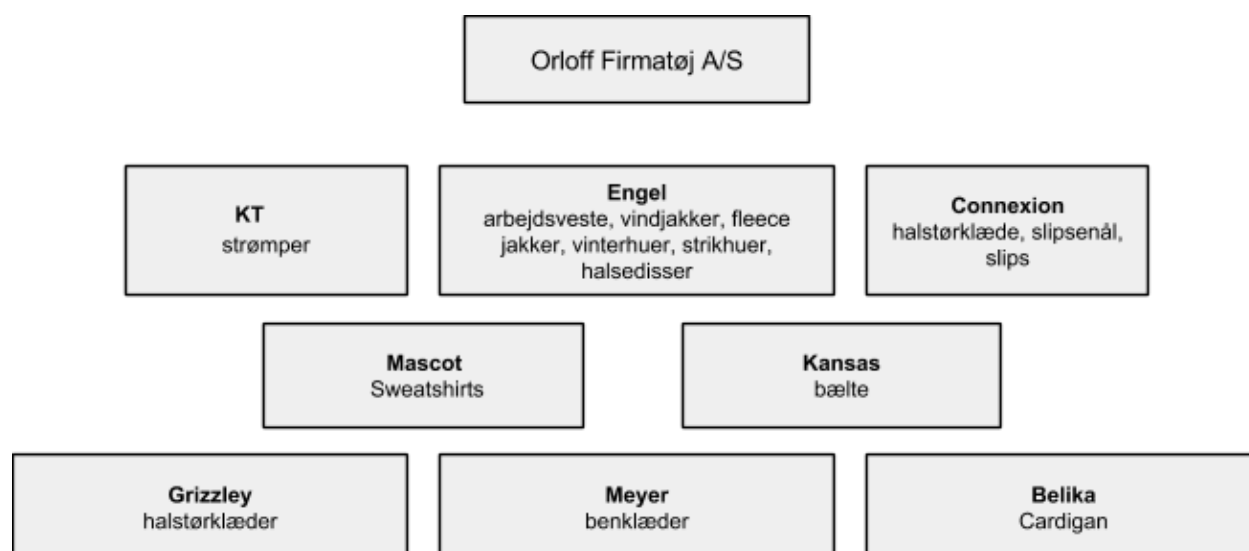 Orloff Firmatøj A/S
KT
strømper
Engel
arbejdsveste, vindjakker, fleece
jakker, vinterhuer, strikhuer,
halsedisser
Connexion
halstørklæde, slipsenål,
slips
Mascot
Sweatshirts
Kansas
bælte
Grizzley
halstørklæder
Meyer
benklæder
Belika
Cardigan